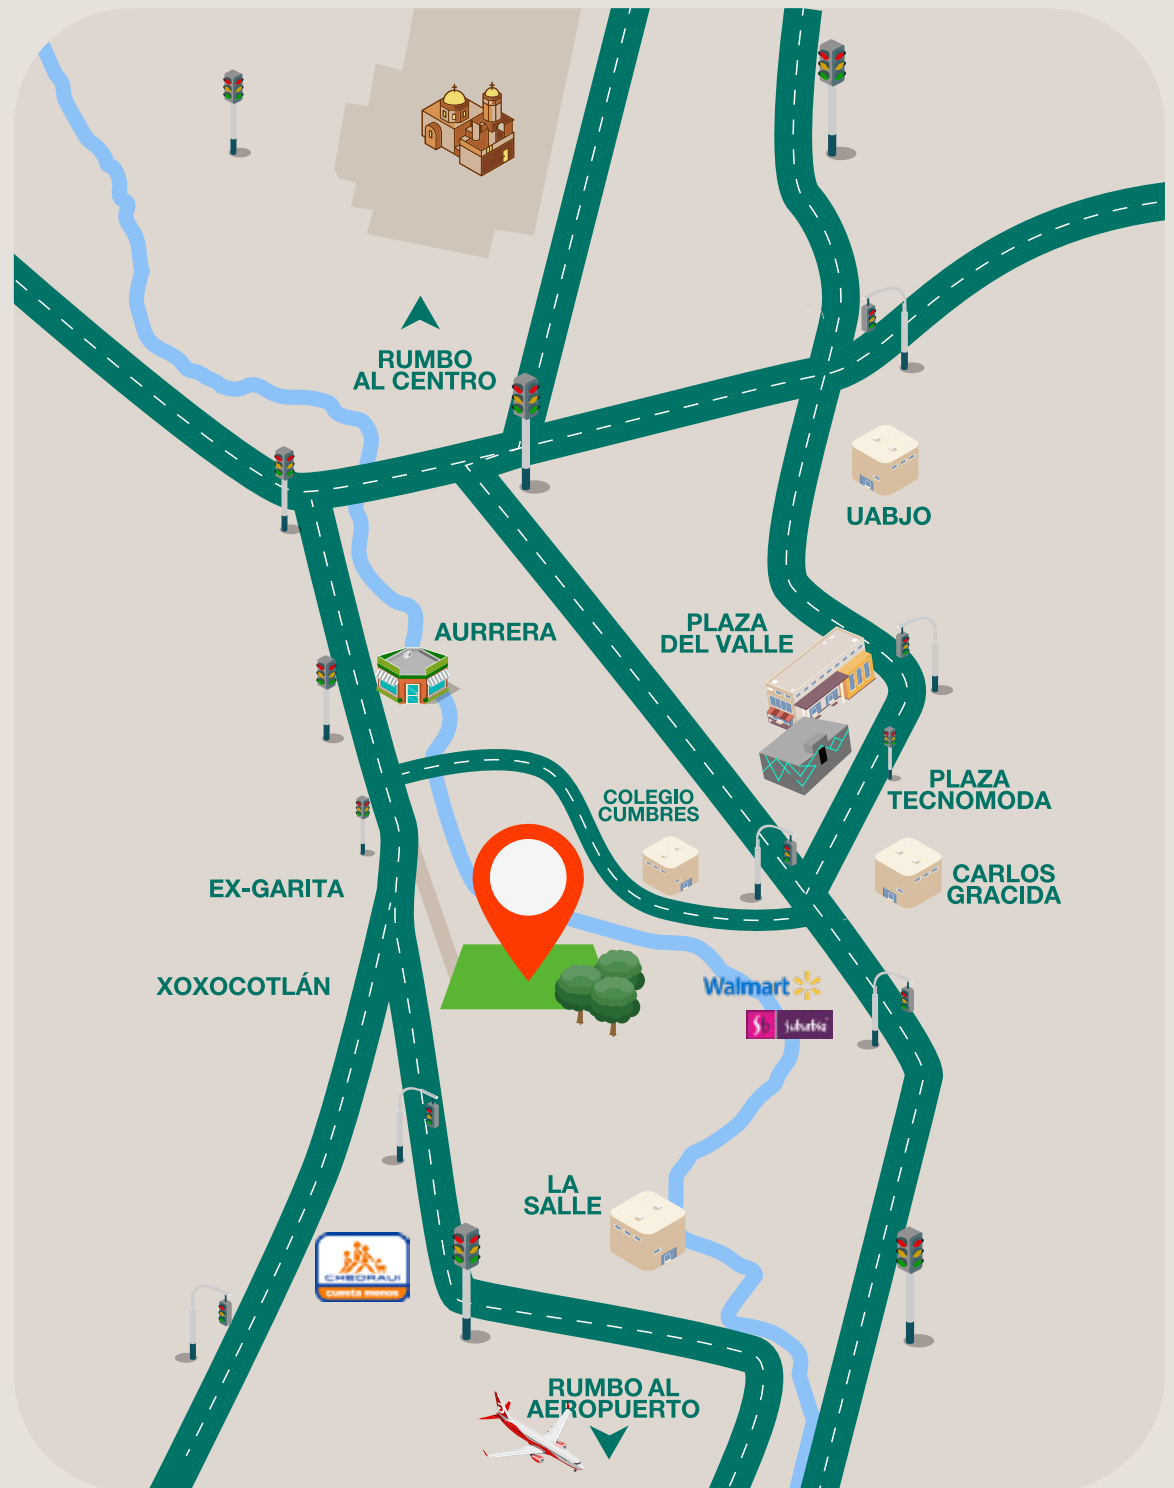 RUMBO
AL CENTRO
UABJO
AURRERA
PLAZA
DEL VALLE
PLAZA
TECNOMODA
COLEGIO
CUMBRES
CARLOS
GRACIDA
EX-GARITA
XOXOCOTLÁN
Walmart
Sb suburbia
LA
SALLE
CHEDRAUI
cuesta menos
RUMBO AL
AEROPUERTO